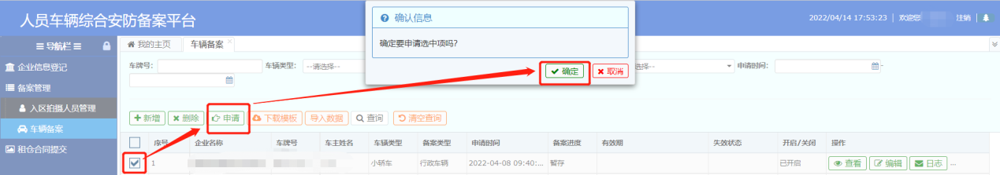 人员车辆综合安防备案平台
2022/04/14 17:53:23 | 欢迎您 注销 |
确认信息
确定要申请选中项吗?
确定 取消
导航栏
我的主页 车辆备案
企业信息登记
备案管理
入区拍摄人员管理
车辆备案
租仓合同提交
车牌号: 车辆类型: --请选择-- 选择-- 申请时间: -
新增 删除 申请 下载模板 导入数据 查询 清空查询
序号 企业名称 车牌号 车主姓名 车辆类型 备案类型 申请时间 备案进度 有效期 失效状态 开启/关闭 操作
1 小轿车 行政车辆 2022-04-08 09:40:... 暂存 已开启 查看 编辑 日志 ...